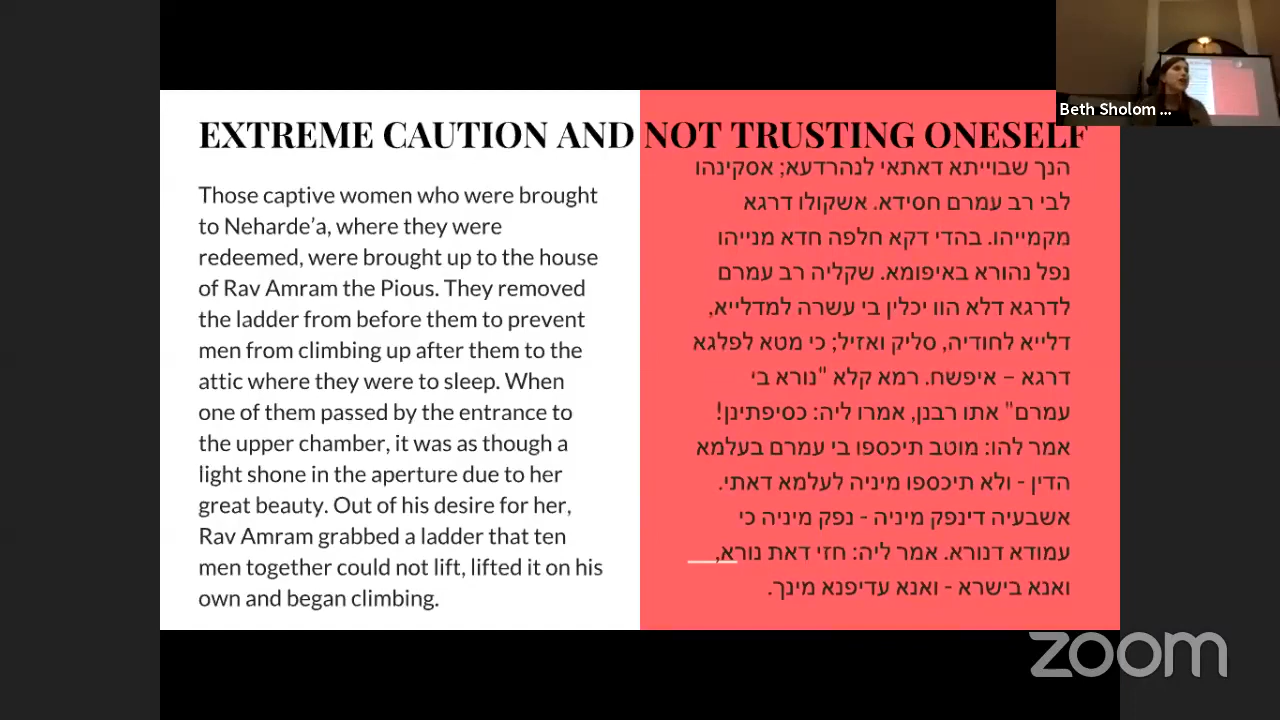 Beth Sholom ...
EXTREME CAUTION AND NOT TRUSTING ONESELF
Those captive women who were brought
to Neharde’a, where they were
redeemed, were brought up to the house
of Rav Amram the Pious. They removed
the ladder from before them to prevent
men from climbing up after them to the
attic where they were to sleep. When
one of them passed by the entrance to
the upper chamber, it was as though a
light shone in the aperture due to her
great beauty. Out of his desire for her,
Rav Amram grabbed a ladder that ten
men together could not lift, lifted it on his
own and began climbing.
הנך שבוייתא דאתאי לנהרדעא; אסקינהו
לבי רב עמרם חסידא. אשקולו דרגא
מקמייהו. בהדי דקא חלפה חדא מנייהו
נפל נהורא באיפומא. שקליה רב עמרם
לדרגא דלא הוו יכלין בי עשרה למדלייא,
דלייא לחודיה, סליק ואזיל; כי מטא לפלגא
דרגא – איפשח. רמא קלא "נורא בי
עמרם" אתו רבנן, אמרו ליה: כסיפתינן!
אמר להו: מוטב תיכספו בי עמרם בעלמא
הדין - ולא תיכספו מיניה לעלמא דאתי.
אשבעיה דינפק מיניה - נפק מיניה כי
עמודא דנורא. אמר ליה: חזי דאת נורא,
ואנא בישרא - ואנא עדיפנא מינך.
zoom